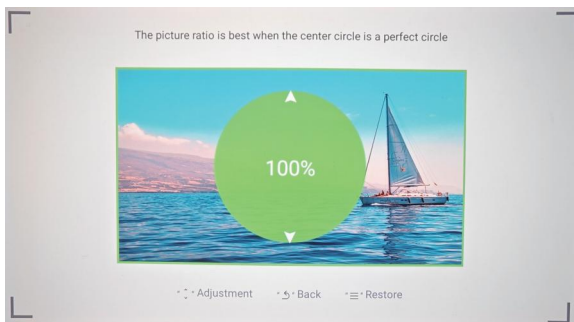 The picture ratio is best when the center circle is a perfect circle
100%
Adjustment
Back
Restore